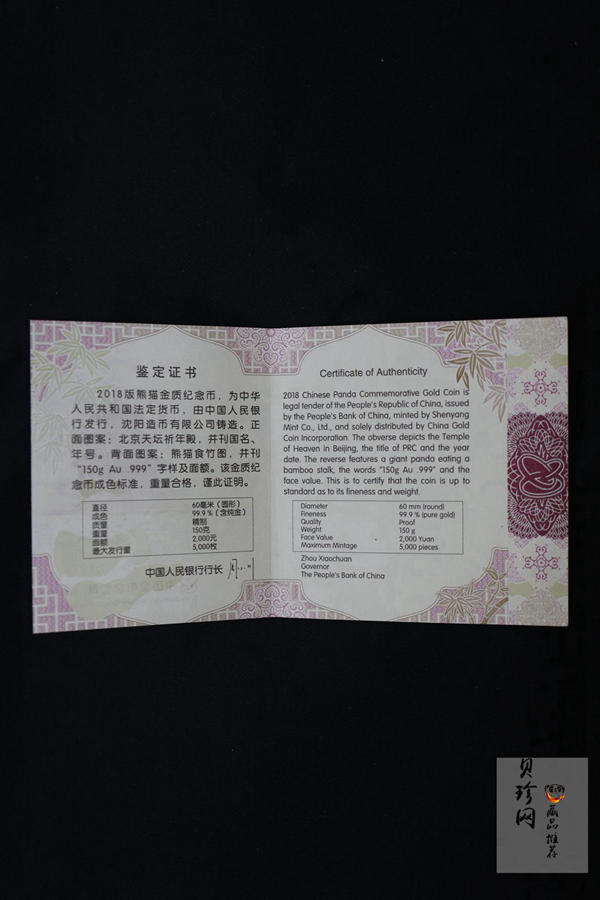 鉴定证书
2018版熊猫金质纪念币，为中华
人民共和国法定货币，由中国人民银
行发行，沈阳造币有限公司铸造。正
面图案：北京天坛祈年殿，并刊国名、
年号。背面图案：熊猫食竹图，并刊
"150g Au .999"字样及面额。该金质纪
念币成色标准，重量合格，谨此证明。
直径 60毫米（圆形）
成色 99.9％（含纯金）
质量 精制
重量 150克
面额 2,000元
最大发行量 5,000枚
中国人民银行行长
Certificate of Authenticity
2018 Chinese Panda Commemorative Gold Coin is
legal tender of the People's Republic of China, issued
by the People's Bank of China, minted by Shenyang
Mint Co., Ltd., and solely distributed by China Gold
Coin Incorporation. The obverse depicts the Temple
of Heaven in Beijing, the title of PRC and the year
date. The reverse features a giant panda eating a
bamboo stalk, the words "150g Au .999" and the
face value. This is to certify that the coin is up to
standard as to its fineness and weight.
Diameter 60 mm (round)
Fineness 99.9 % (pure gold)
Quality Proof
Weight 150 g
Face Value 2,000 Yuan
Maximum Mintage 5,000 pieces
Zhou Xiaochuan
Governor
The People's Bank of China
贝珍网
藏品推荐